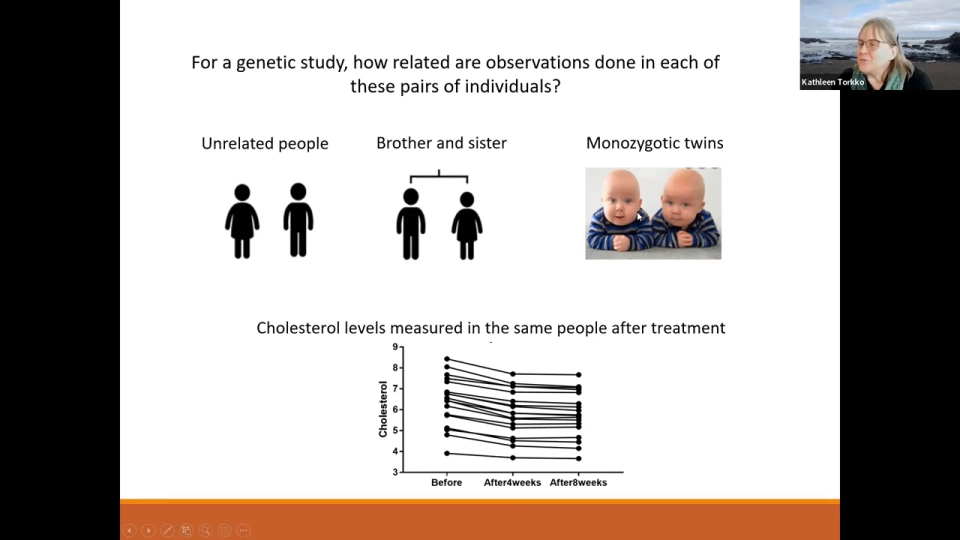 For a genetic study, how related are observations done in each of
these pairs of individuals?
Kathleen Torkko
Unrelated people
Brother and sister
Monozygotic twins
Cholesterol levels measured in the same people after treatment
9
8
7
6
5
4
3
Cholesterol
Before
After4weeks
After8weeks